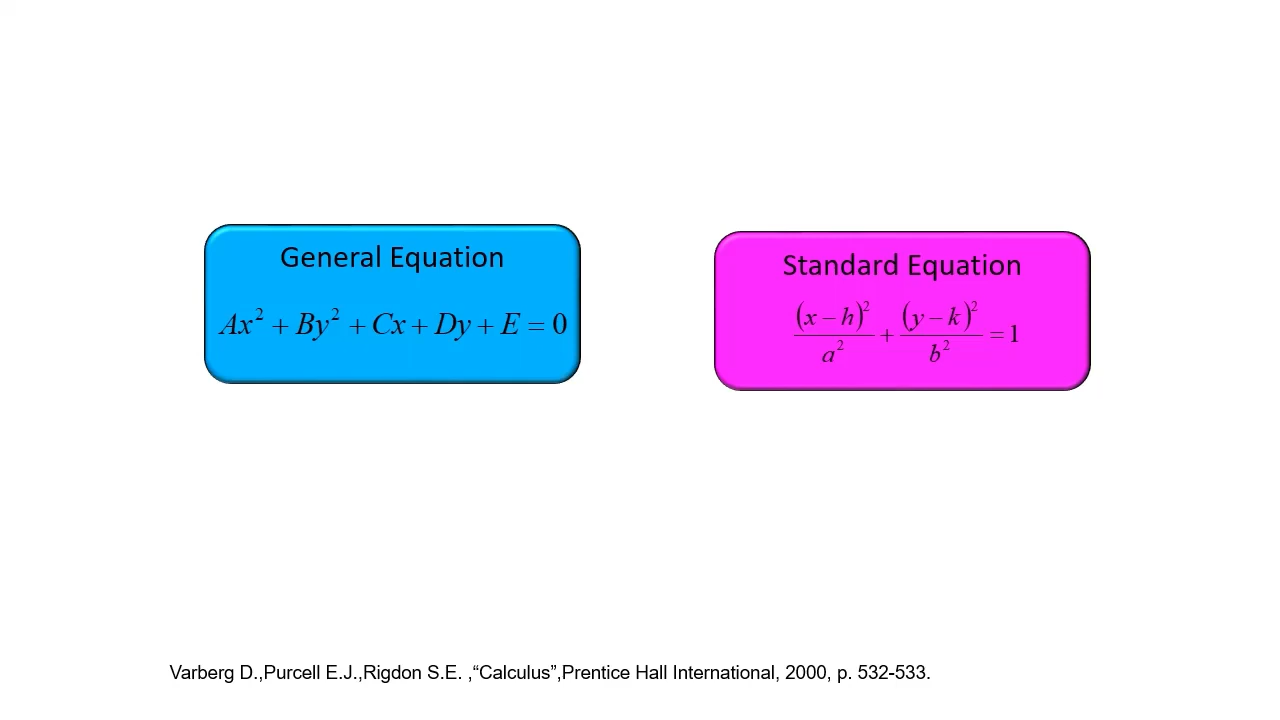 General Equation
Ax² + By² + Cx + Dy + E = 0
Standard Equation
(x − h)²/a² + (y − k)²/b² = 1
Varberg D.,Purcell E.J.,Rigdon S.E. ,“Calculus”,Prentice Hall International, 2000, p. 532-533.